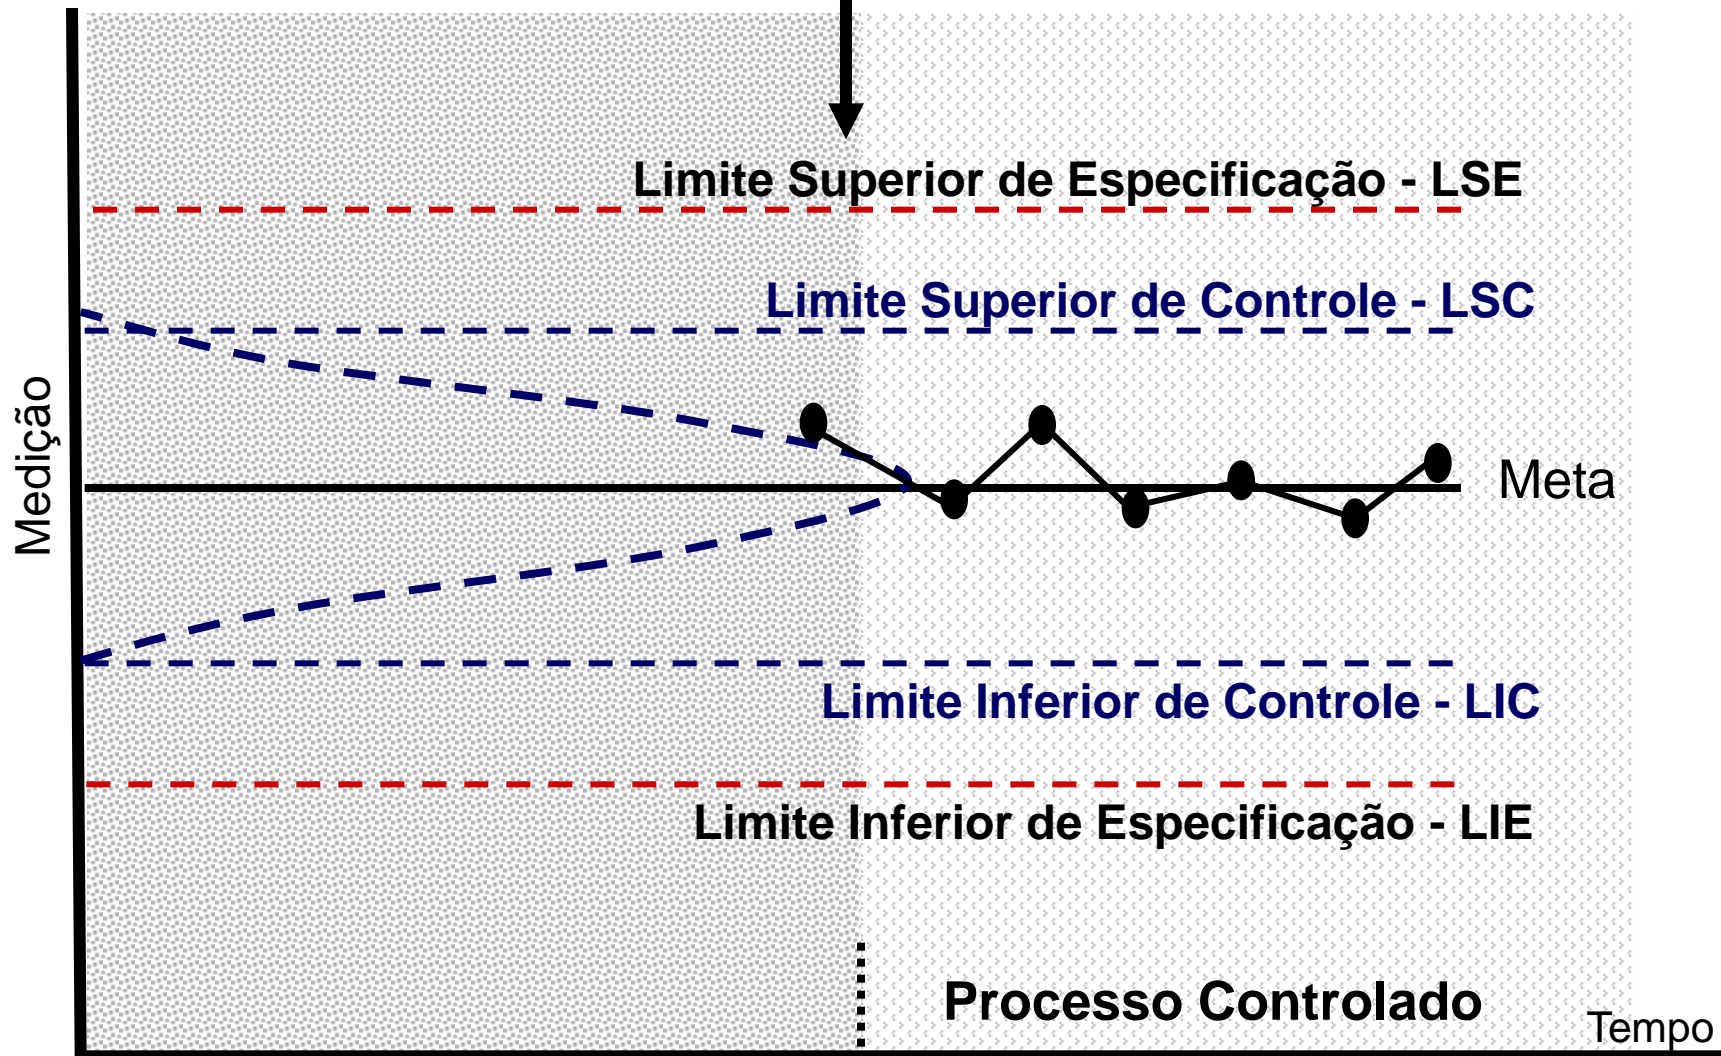 Limite Superior de Especificação - LSE
Limite Superior de Controle - LSC
Medição
Meta
Limite Inferior de Controle - LIC
Limite Inferior de Especificação - LIE
Processo Controlado
Tempo